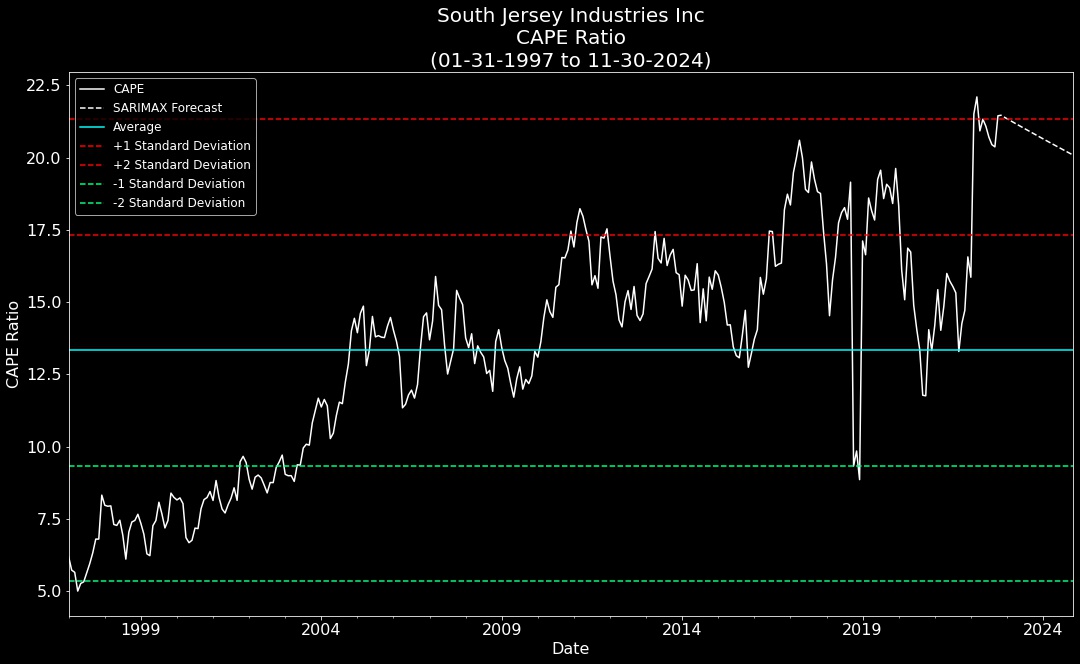 South Jersey Industries Inc
CAPE Ratio
(01-31-1997 to 11-30-2024)
CAPE
SARIMAX Forecast
Average
+1 Standard Deviation
+2 Standard Deviation
-1 Standard Deviation
-2 Standard Deviation
22.5
20.0
17.5
15.0
12.5
10.0
7.5
5.0
CAPE Ratio
1999
2004
2009
2014
2019
2024
Date